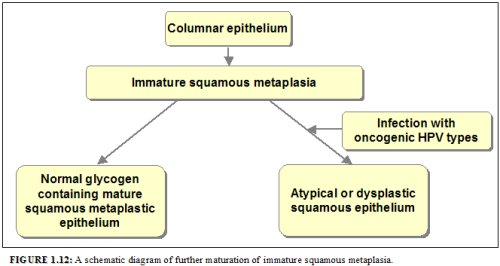 Columnar epithelium
Immature squamous metaplasia
Infection with
oncogenic HPV types
Normal glycogen
containing mature
squamous metaplastic
epithelium
Atypical or dysplastic
squamous epithelium
FIGURE 1.12: A schematic diagram of further maturation of immature squamous metaplasia.